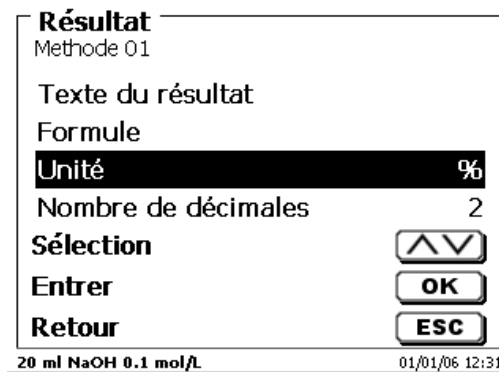 Résultat
Methode 01
Texte du résultat
Formule
Unité %
Nombre de décimales 2
Sélection
Entrer OK
Retour ESC
20 ml NaOH 0.1 mol/L 01/01/06 12:31